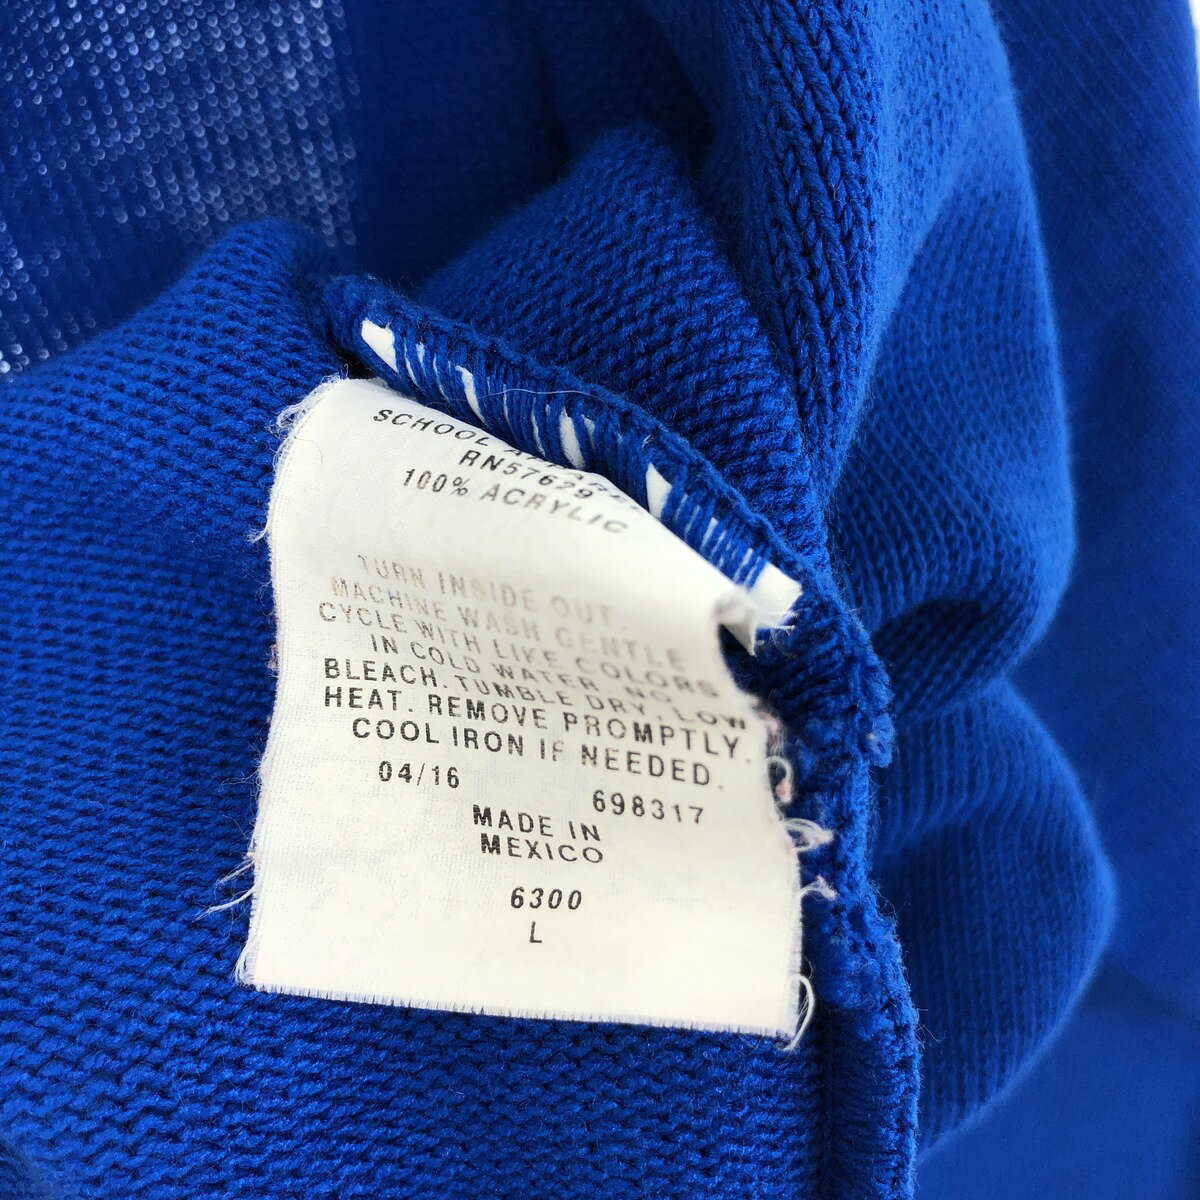 SCHOOL APPAREL
RN57629
100% ACRYLIC
TURN INSIDE OUT.
MACHINE WASH GENTLE
CYCLE WITH LIKE COLORS
IN COLD WATER. NO
BLEACH. TUMBLE DRY, LOW
HEAT. REMOVE PROMPTLY.
COOL IRON IF NEEDED.
04/16
698317
MADE IN
MEXICO
6300
L